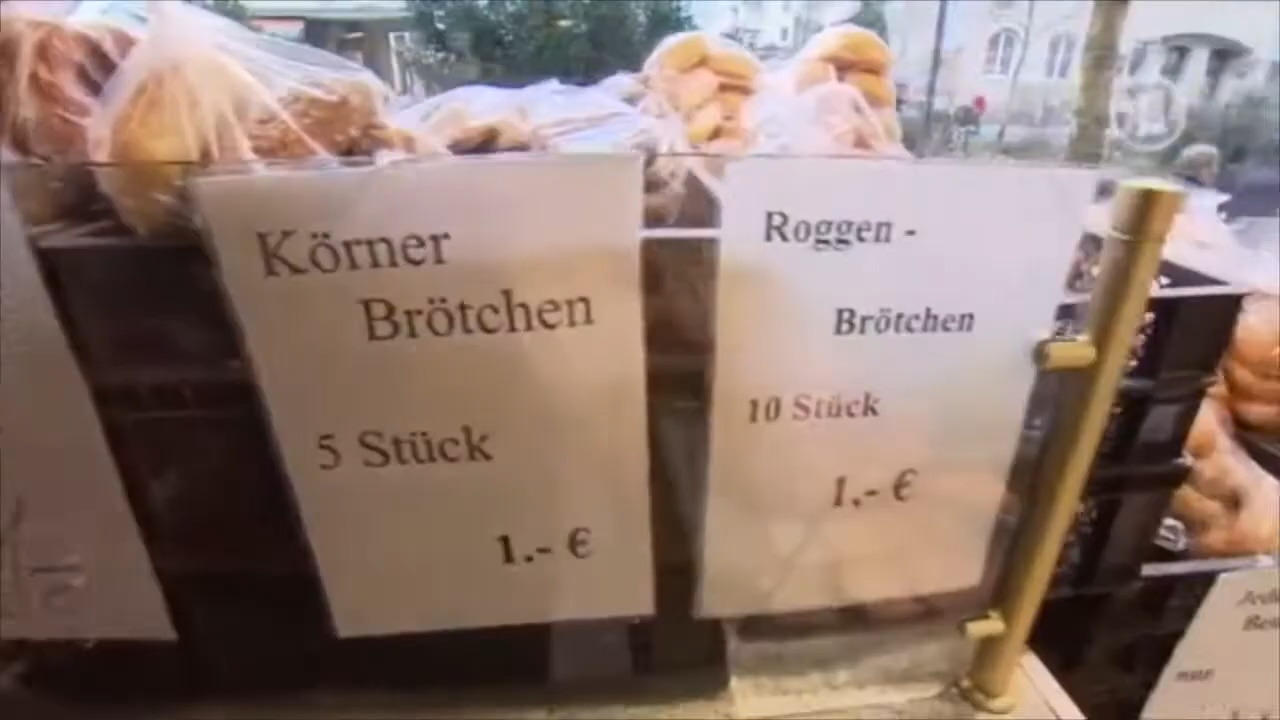 Körner
Brötchen
5 Stück
1.- €
Roggen -
Brötchen
10 Stück
1,- €